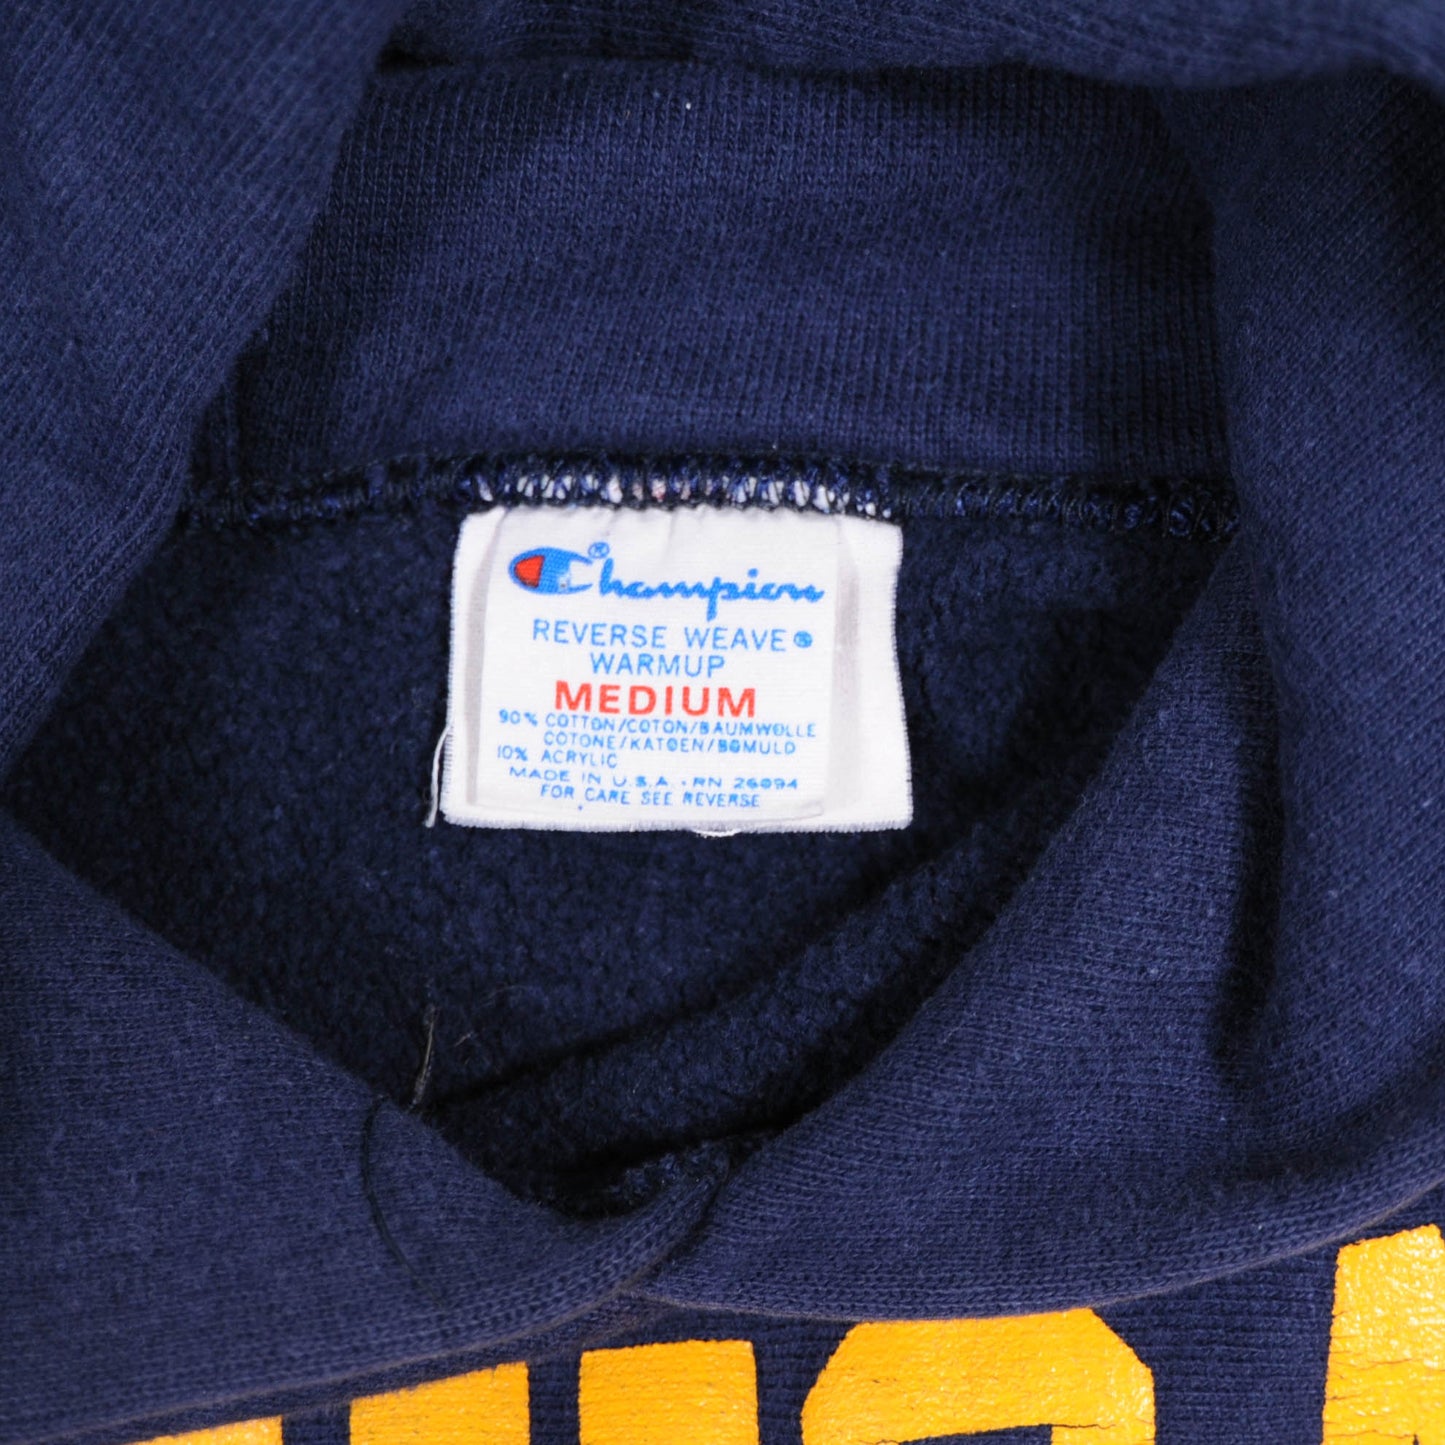 Champion®
REVERSE WEAVE®
WARMUP
MEDIUM
90% COTTON/COTON/BAUMWOLLE
COTONE/KATOEN/BOMULD
10% ACRYLIC
MADE IN U.S.A. - RN 26094
FOR CARE SEE REVERSE